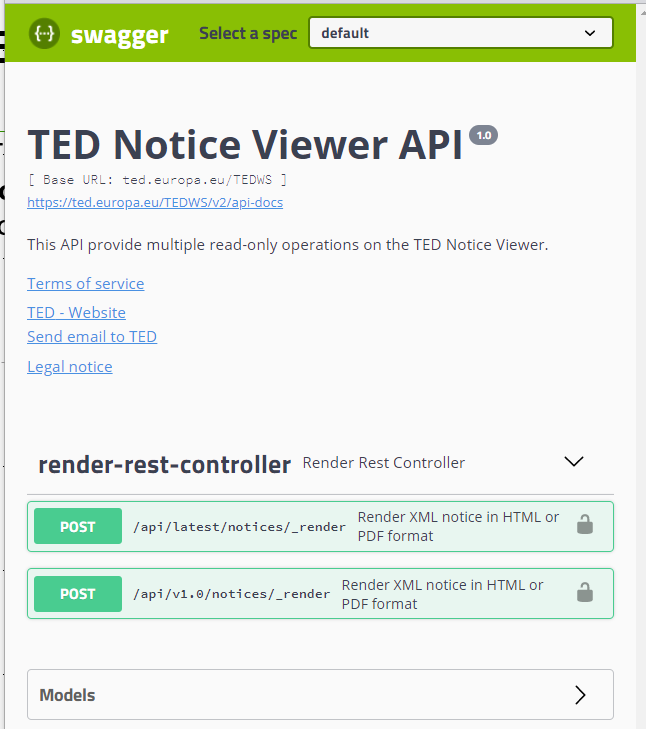 {···} swagger Select a spec default
TED Notice Viewer API 1.0
[ Base URL: ted.europa.eu/TEDWS ]
https://ted.europa.eu/TEDWS/v2/api-docs
This API provide multiple read-only operations on the TED Notice Viewer.
Terms of service
TED - Website
Send email to TED
Legal notice
render-rest-controller Render Rest Controller
POST /api/latest/notices/_render Render XML notice in HTML or
PDF format
POST /api/v1.0/notices/_render Render XML notice in HTML or
PDF format
Models